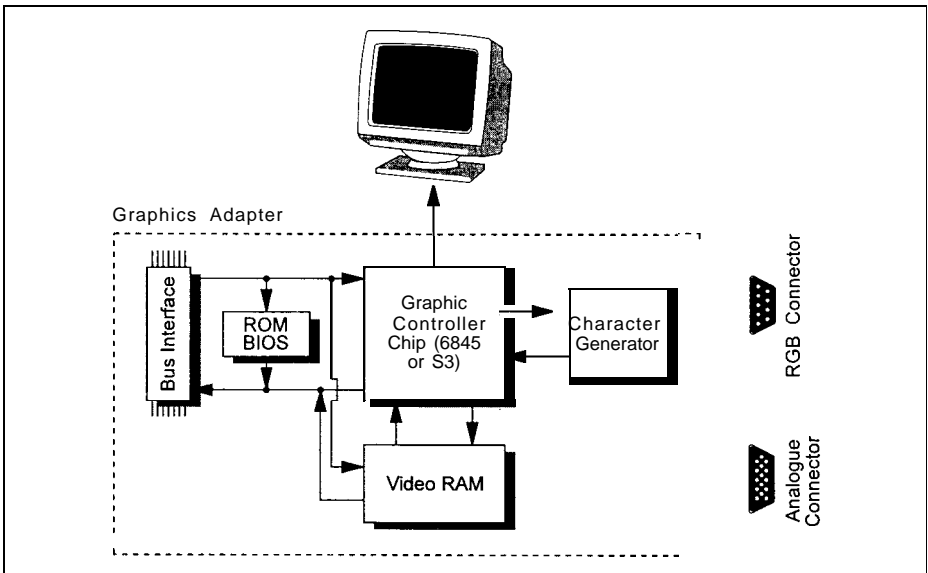 Graphics Adapter
Bus Interface
ROM
BIOS
Graphic
Controller
Chip (6845
or S3)
Character
Generator
Video RAM
RGB Connector
Analogue
Connector